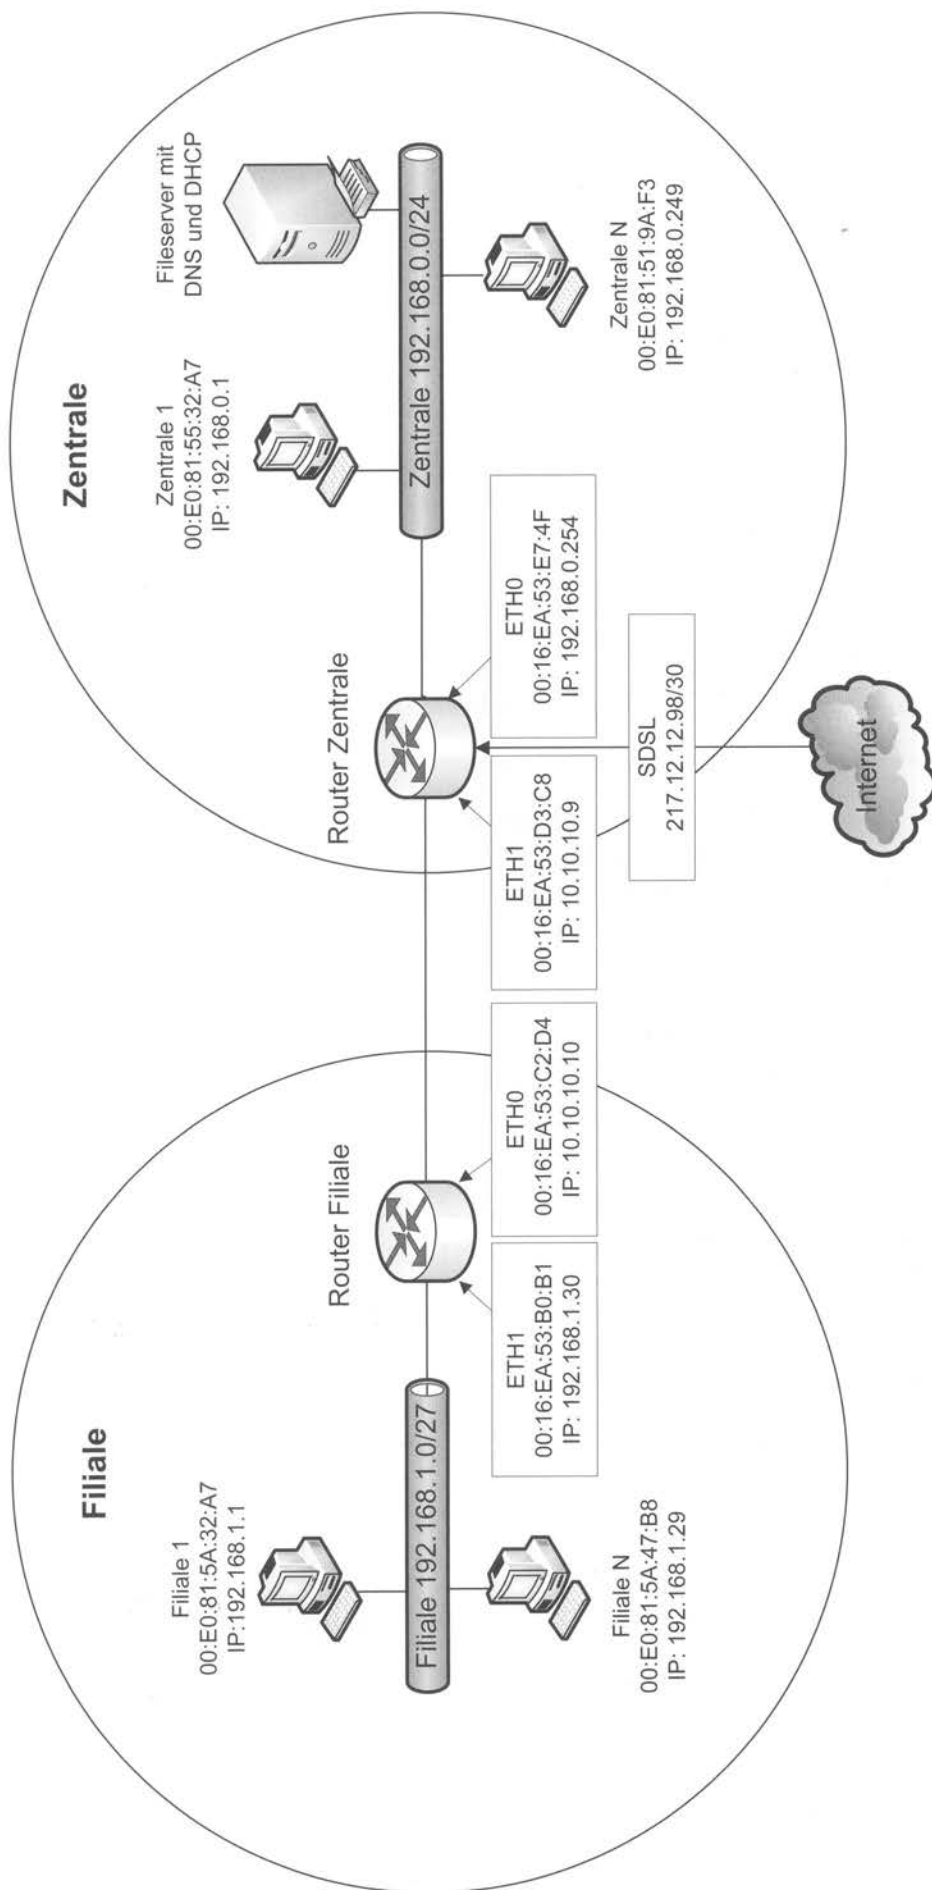 Filiale
Filiale 1
00:E0:81:5A:32:A7
IP:192.168.1.1
Filiale 192.168.1.0/27
Filiale N
00:E0:81:5A:47:B8
IP: 192.168.1.29
Router Filiale
ETH1
00:16:EA:53:B0:B1
IP: 192.168.1.30
ETH0
00:16:EA:53:C2:D4
IP: 10.10.10.10
Zentrale
Router Zentrale
ETH1
00:16:EA:53:D3:C8
IP: 10.10.10.9
ETH0
00:16:EA:53:E7:4F
IP: 192.168.0.254
SDSL
217.12.12.98/30
Internet
Zentrale 1
00:E0:81:55:32:A7
IP: 192.168.0.1
Fileserver mit
DNS und DHCP
Zentrale 192.168.0.0/24
Zentrale N
00:E0:81:51:9A:F3
IP: 192.168.0.249